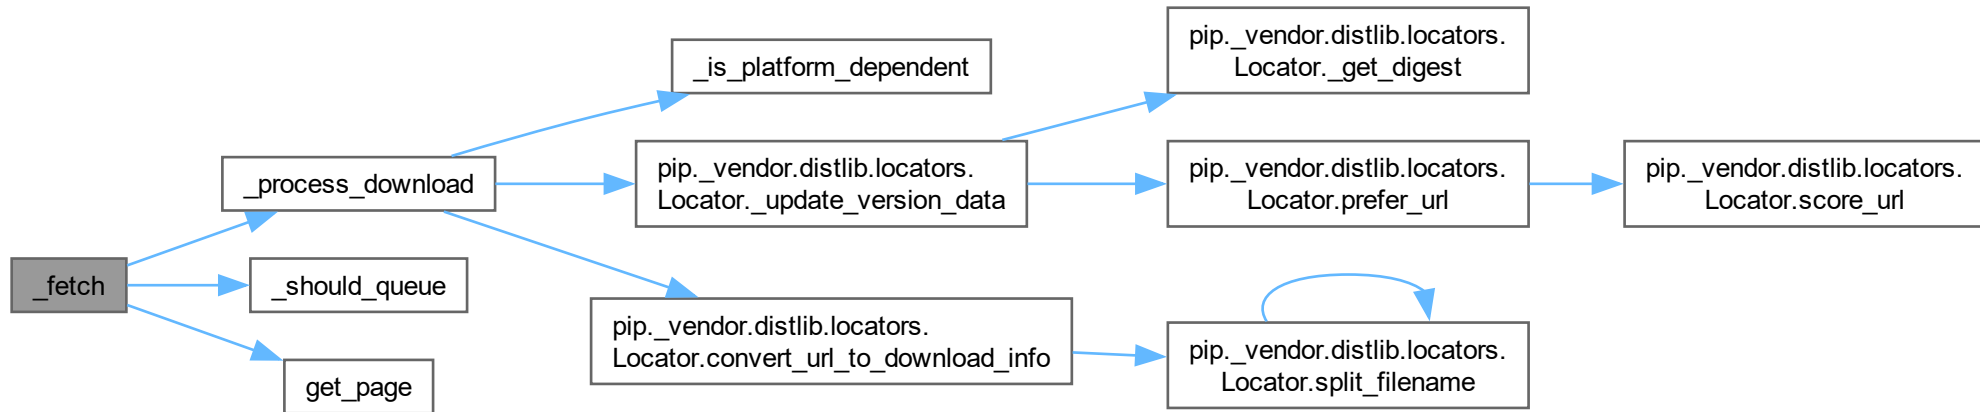 _fetch
_process_download
_should_queue
get_page
_is_platform_dependent
pip._vendor.distlib.locators.
Locator._update_version_data
pip._vendor.distlib.locators.
Locator.convert_url_to_download_info
pip._vendor.distlib.locators.
Locator._get_digest
pip._vendor.distlib.locators.
Locator.prefer_url
pip._vendor.distlib.locators.
Locator.split_filename
pip._vendor.distlib.locators.
Locator.score_url